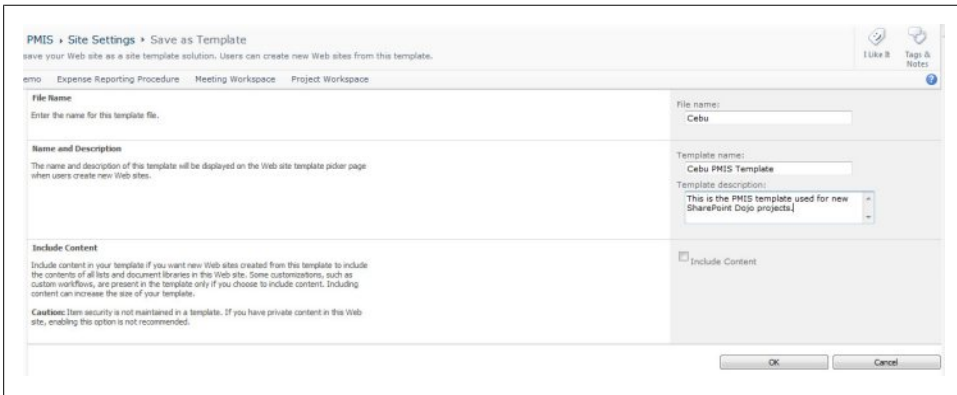 PMIS ▸ Site Settings ▸ Save as Template
save your Web site as a site template solution. Users can create new Web sites from this template.
I Like It
Tags & Notes
emo Expense Reporting Procedure Meeting Workspace Project Workspace
File Name
Enter the name for this template file.
File name:
Cebu
Name and Description
The name and description of this template will be displayed on the Web site template picker page
when users create new Web sites.
Template name:
Cebu PMIS Template
Template description:
This is the PMIS template used for new
SharePoint Dojo projects.
Include Content
Include content in your template if you want new Web sites created from this template to include
the contents of all lists and document libraries in this Web site. Some customizations, such as
custom workflows, are present in the template only if you choose to include content. Including
content can increase the size of your template.
Caution: Item security is not maintained in a template. If you have private content in this Web
site, enabling this option is not recommended.
Include Content
OK Cancel